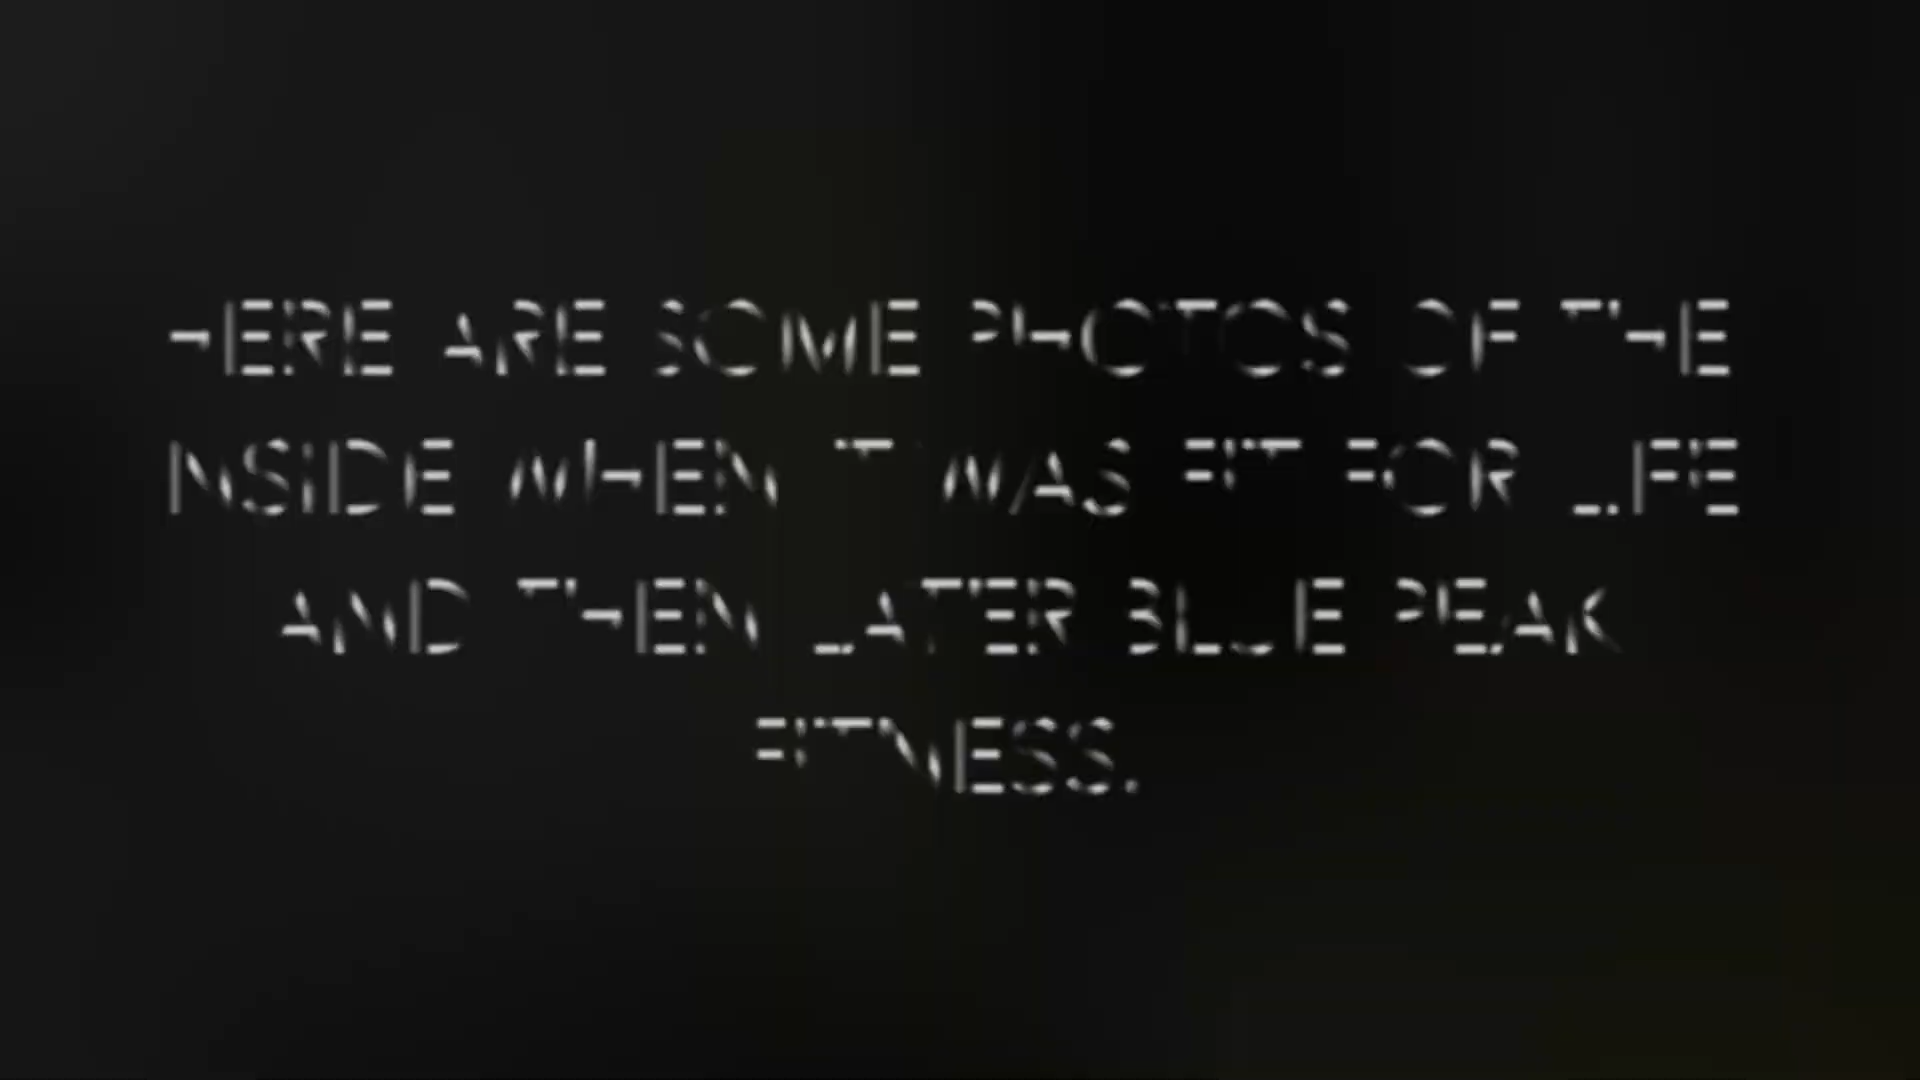 HERE ARE SOME PHOTOS OF THE
INSIDE WHEN IT WAS FIT FOR LIFE
AND THEN LATER BLUE PEAK
FITNESS.